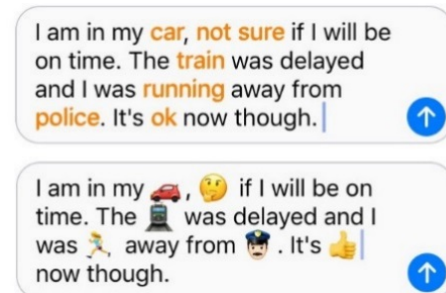 I am in my car, not sure if I will be
on time. The train was delayed
and I was running away from
police. It's ok now though.
I am in my 🚗, 🤔 if I will be on
time. The 🚆 was delayed and I
was 🏃 away from 👮. It's 👍
now though.